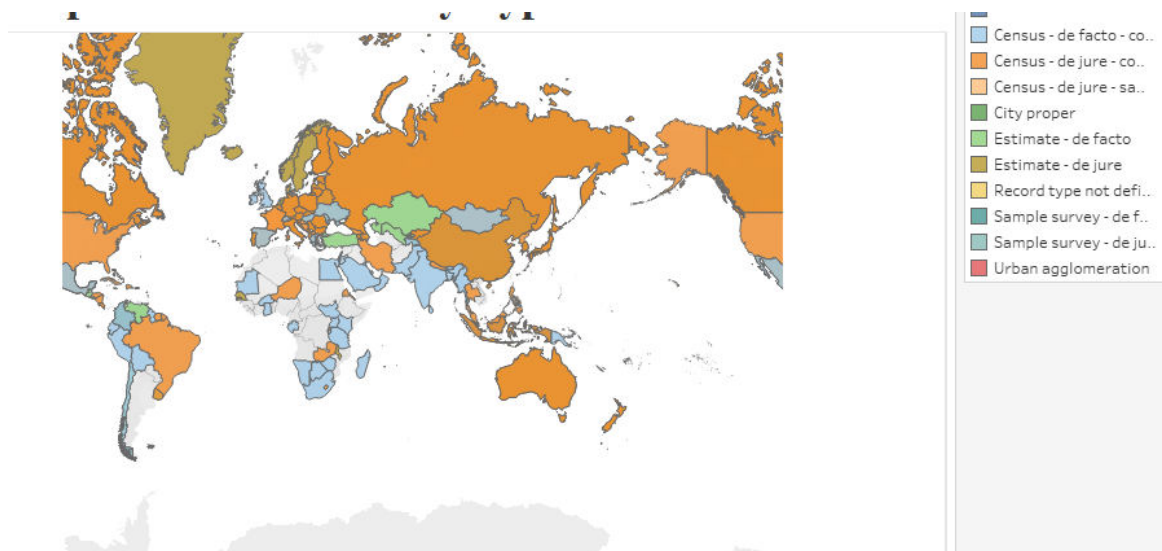 Census - de facto - co..
Census - de jure - co..
Census - de jure - sa..
City proper
Estimate - de facto
Estimate - de jure
Record type not defi..
Sample survey - de f..
Sample survey - de ju..
Urban agglomeration